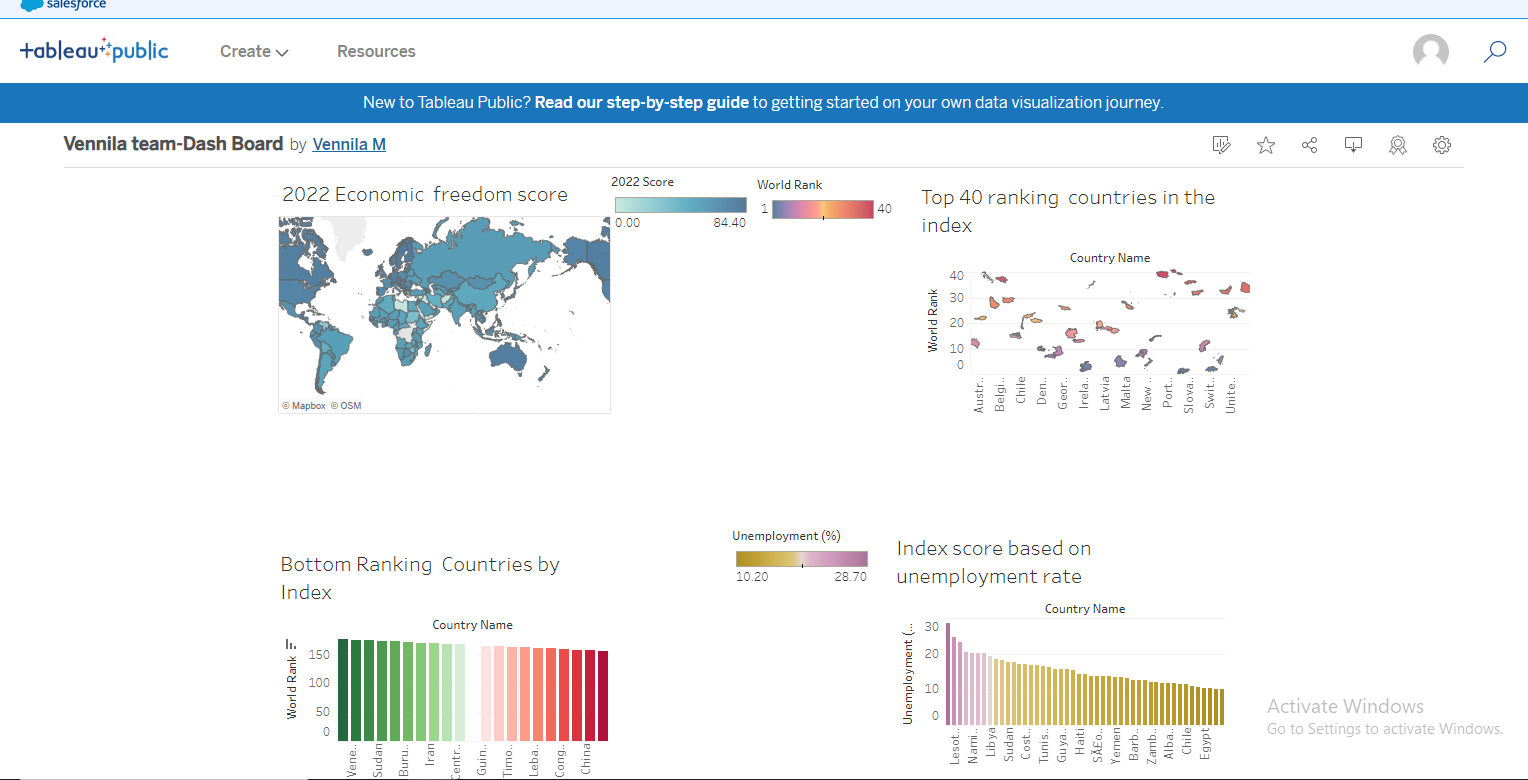 salesforce
tableau public
Create
Resources
New to Tableau Public? Read our step-by-step guide to getting started on your own data visualization journey.
Vennila team-Dash Board by Vennila M
2022 Economic freedom score
2022 Score
0.00
84.40
World Rank
1
40
© Mapbox © OSM
Top 40 ranking countries in the
index
Country Name
World Rank
40
30
20
10
0
Austr..
Belgi..
Chile
Den..
Geor..
Irela..
Latvia
Malta
New ..
Port..
Slova..
Swit..
Unite..
Bottom Ranking Countries by
Index
Country Name
World Rank
150
100
50
0
Vene..
Sudan
Buru..
Iran
Centr..
Guin..
Timo..
Leba..
Cong..
China
Unemployment (%)
10.20
28.70
Index score based on
unemployment rate
Country Name
Unemployment (...
30
20
10
0
Lesot..
Nami..
Libya
Sudan
Cost..
Tunis..
Guya..
Haiti
SÃ£o..
Yemen
Barb..
Zamb..
Alba..
Chile
Egypt
Activate Windows
Go to Settings to activate Windows.